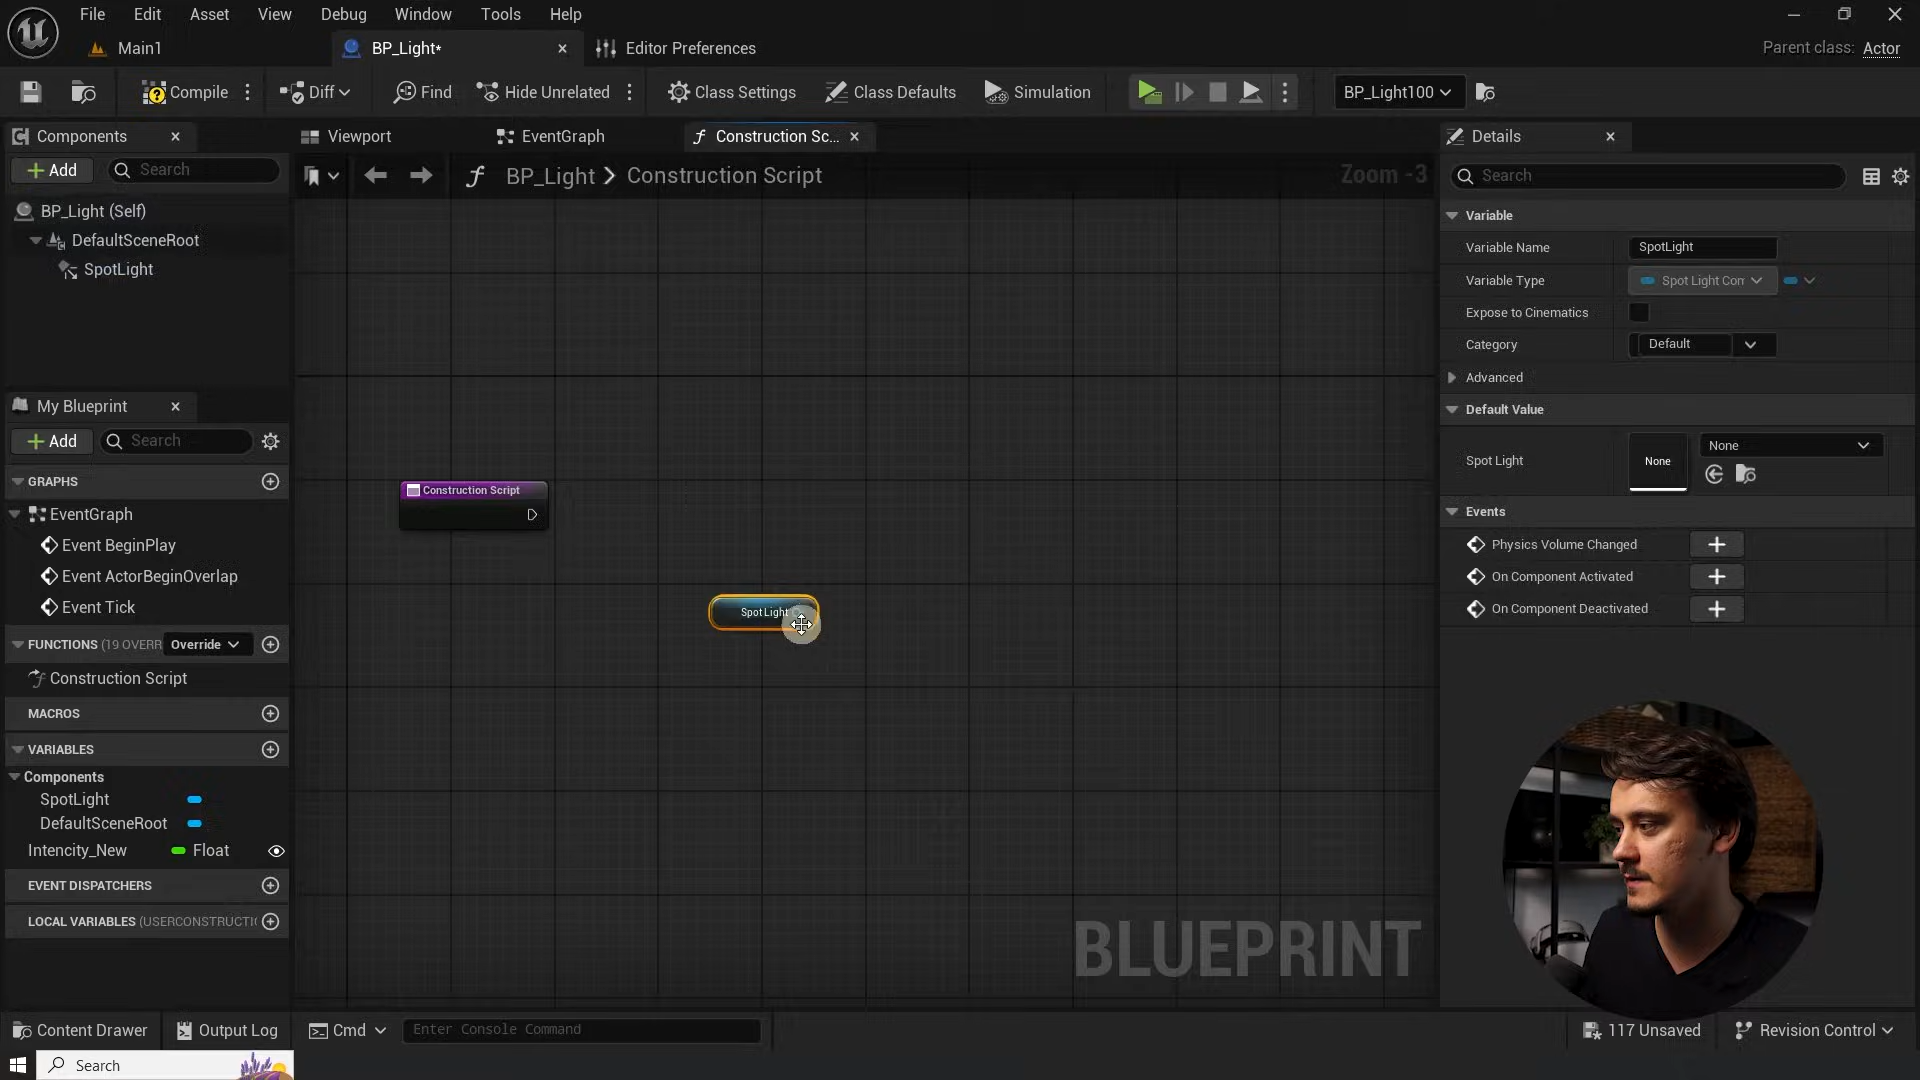 File Edit Asset View Debug Window Tools Help
Main1 BP_Light* Editor Preferences Parent class: Actor
Compile Diff Find Hide Unrelated Class Settings Class Defaults Simulation BP_Light100
Components Viewport EventGraph Construction Sc... Details
Add Search BP_Light Construction Script Zoom -3 Search
BP_Light (Self) Variable
DefaultSceneRoot Variable Name SpotLight
SpotLight Variable Type Spot Light Com
Expose to Cinematics
Category Default
Advanced
My Blueprint Default Value
Add Search Spot Light None None
GRAPHS Construction Script
EventGraph Events
Event BeginPlay Physics Volume Changed
Event ActorBeginOverlap On Component Activated
Event Tick Spot Light On Component Deactivated
FUNCTIONS (19 OVERR Override
Construction Script
MACROS
VARIABLES
Components
SpotLight
DefaultSceneRoot
Intencity_New Float
EVENT DISPATCHERS
LOCAL VARIABLES (USERCONSTRUCTI
BLUEPRINT
Content Drawer Output Log Cmd Enter Console Command 117 Unsaved Revision Control
Search